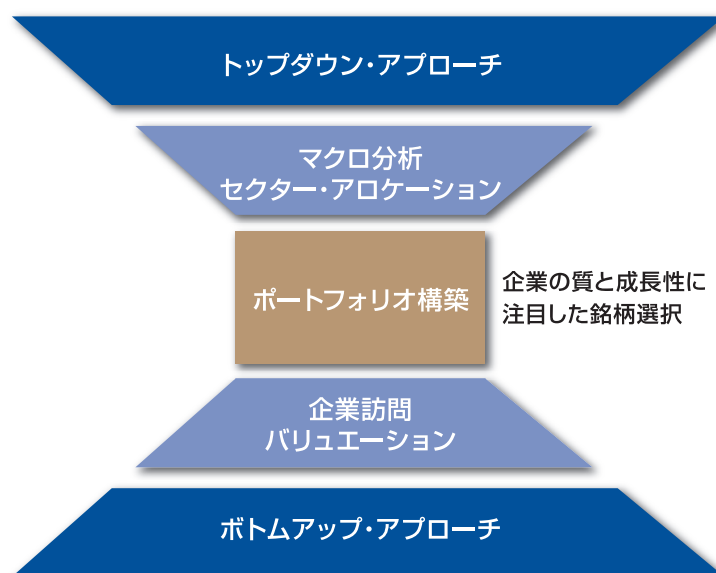 トップダウン・アプローチ
マクロ分析
セクター・アロケーション
ポートフォリオ構築
企業の質と成長性に
注目した銘柄選択
企業訪問
バリュエーション
ボトムアップ・アプローチ